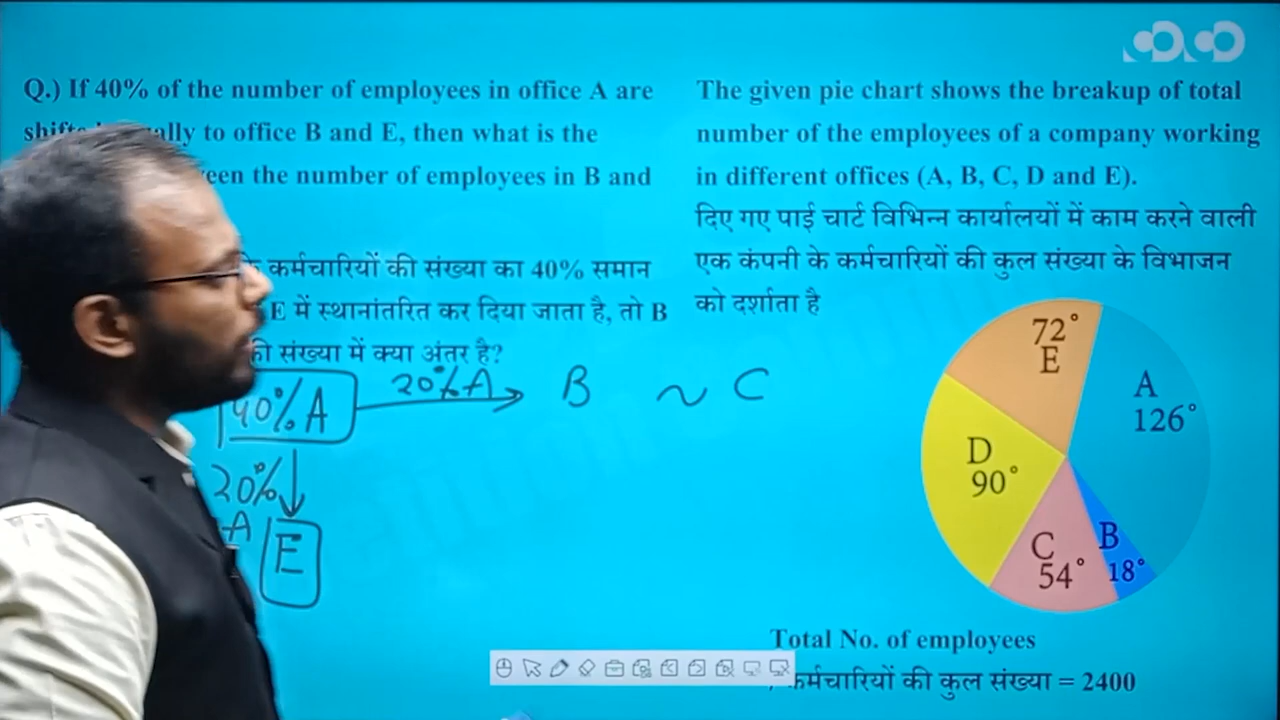 Q.) If 40% of the number of employees in office A are
ally to office B and E, then what is the
een the number of employees in B and
कर्मचारियों की संख्या का 40% समान
E में स्थानांतरित कर दिया जाता है, तो B
की संख्या में क्या अंतर है?
40%A 20%A B ~ C
20%
A E
The given pie chart shows the breakup of total
number of the employees of a company working
in different offices (A, B, C, D and E).
दिए गए पाई चार्ट विभिन्न कार्यालयों में काम करने वाली
एक कंपनी के कर्मचारियों की कुल संख्या के विभाजन
को दर्शाता है
72°
E
A
126°
D
90°
C
54°
B
18°
Total No. of employees
कर्मचारियों की कुल संख्या = 2400